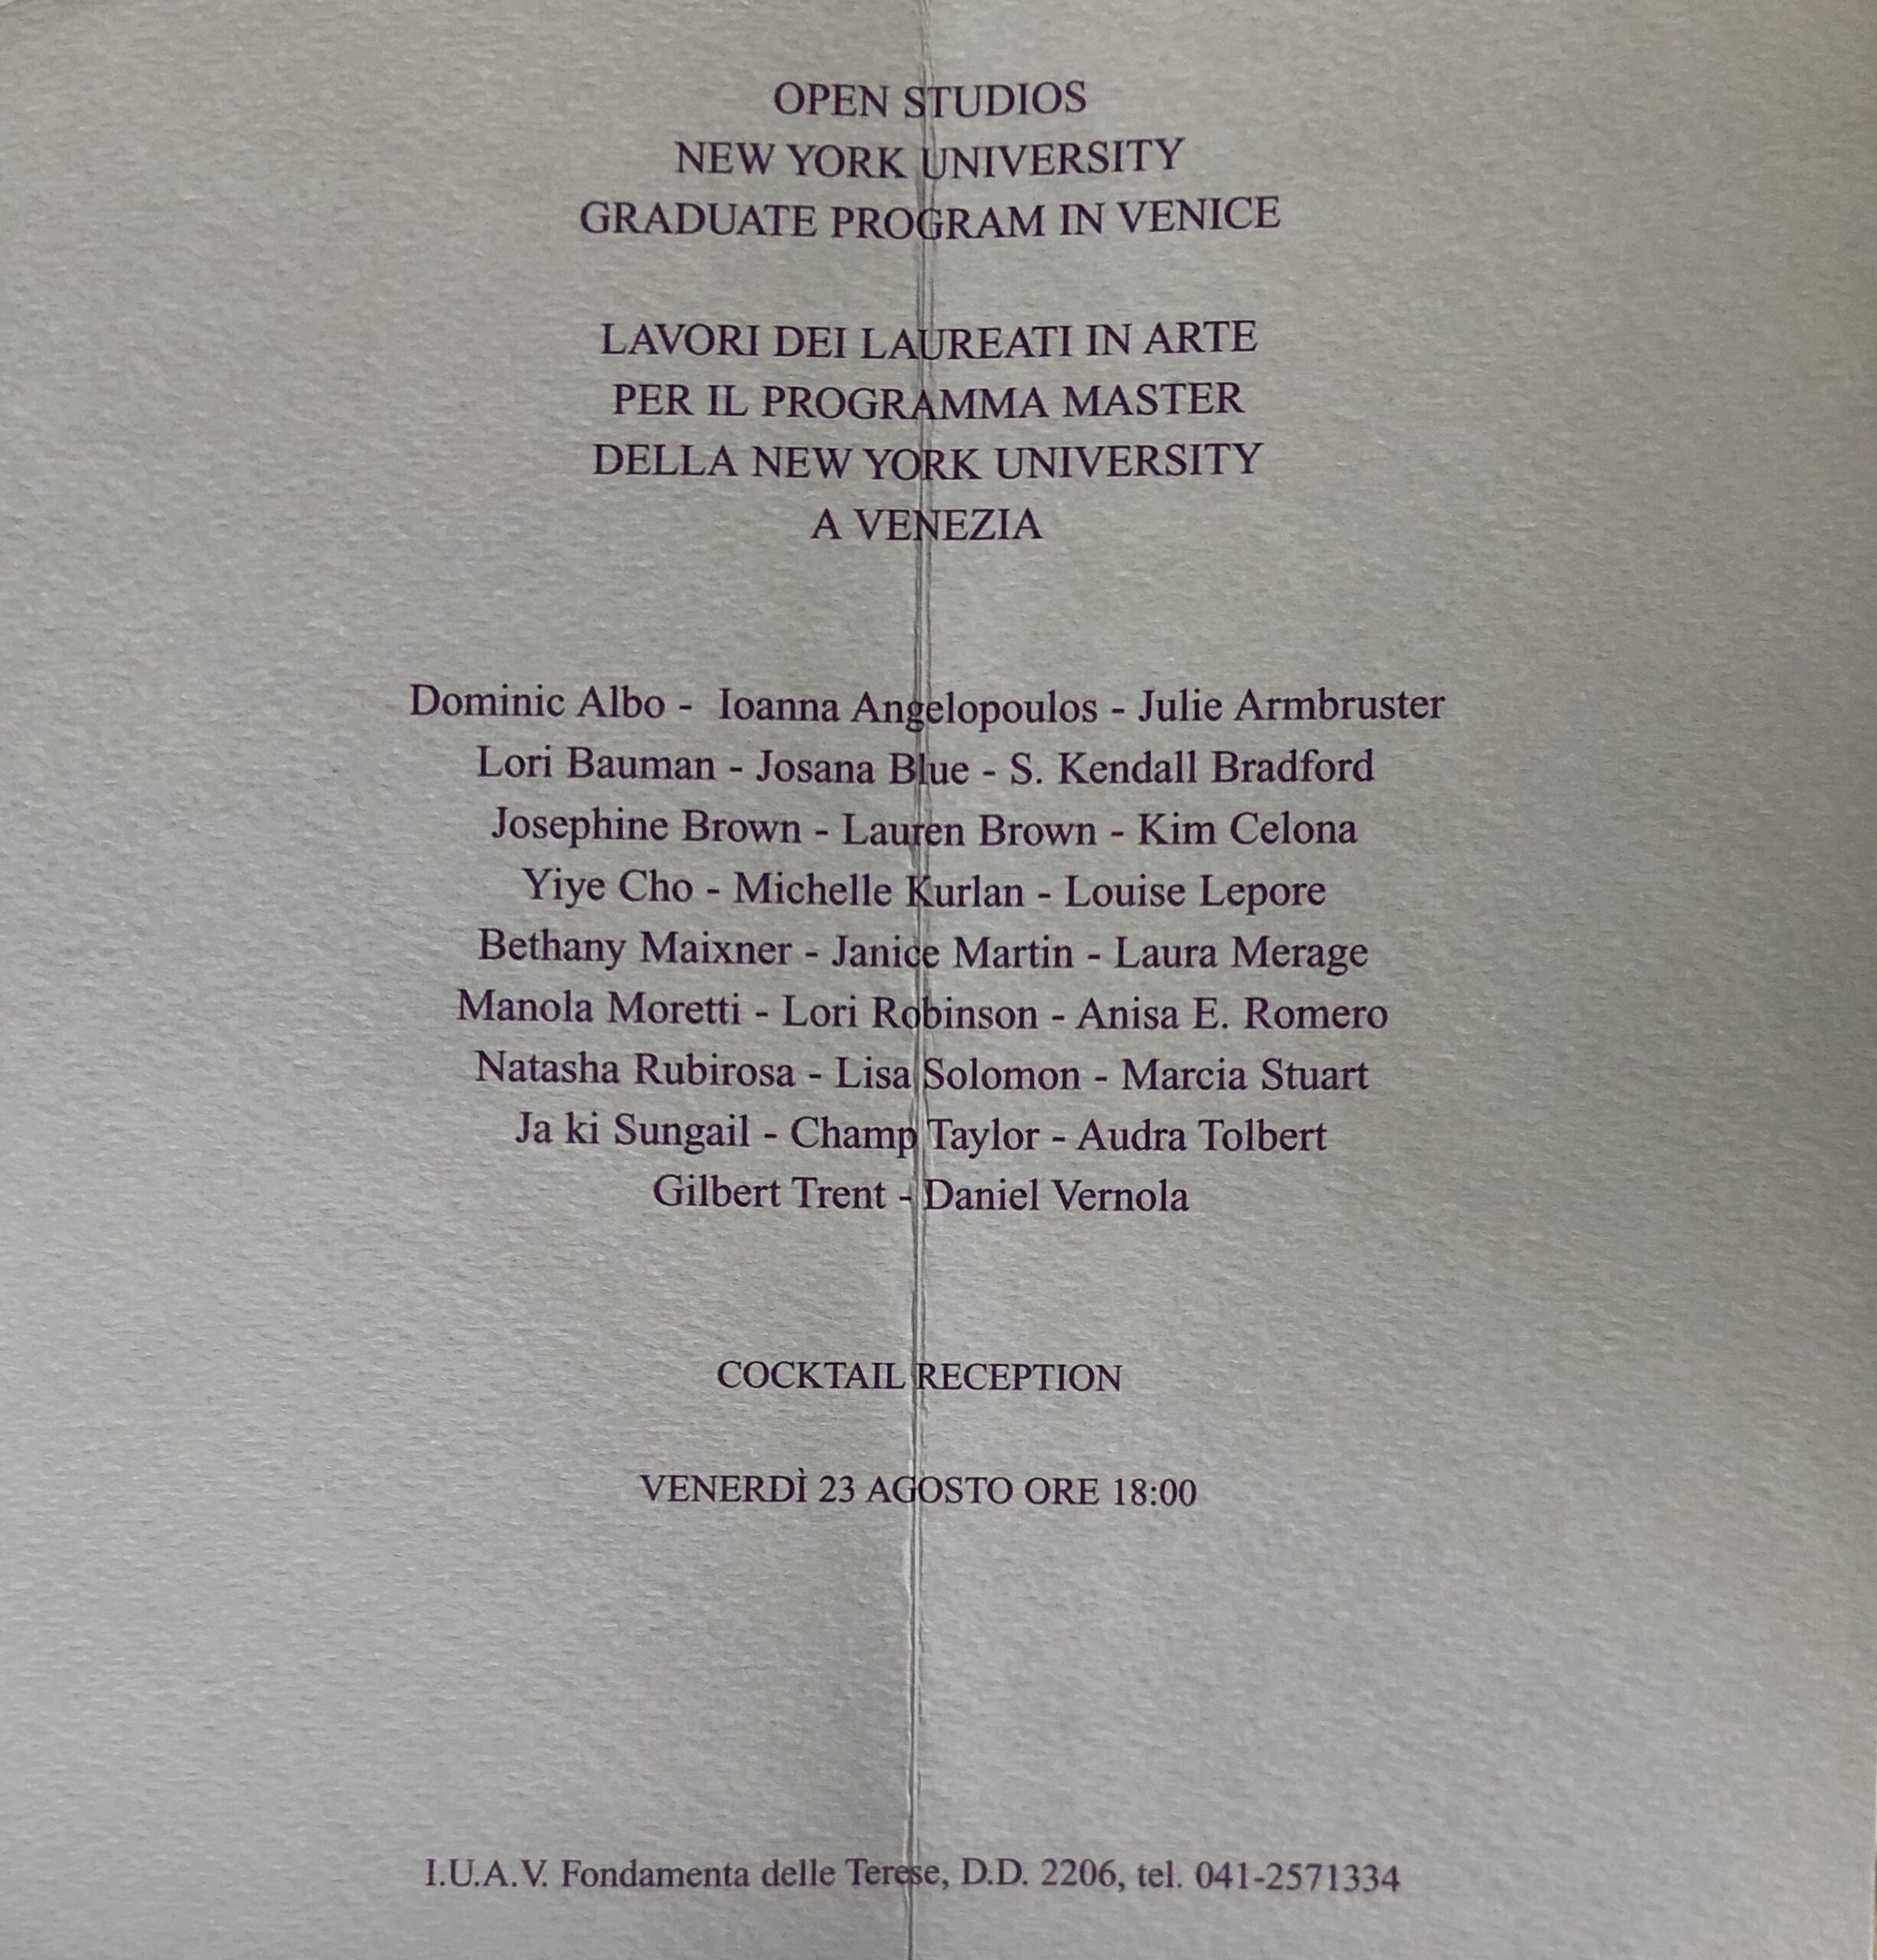 OPEN STUDIOS
NEW YORK UNIVERSITY
GRADUATE PROGRAM IN VENICE
LAVORI DEI LAUREATI IN ARTE
PER IL PROGRAMMA MASTER
DELLA NEW YORK UNIVERSITY
A VENEZIA
Dominic Albo - Ioanna Angelopoulos - Julie Armbruster
Lori Bauman - Josana Blue - S. Kendall Bradford
Josephine Brown - Lauren Brown - Kim Celona
Yiye Cho - Michelle Kurlan - Louise Lepore
Bethany Maixner - Janice Martin - Laura Merage
Manola Moretti - Lori Robinson - Anisa E. Romero
Natasha Rubirosa - Lisa Solomon - Marcia Stuart
Ja ki Sungail - Champ Taylor - Audra Tolbert
Gilbert Trent - Daniel Vernola
COCKTAIL RECEPTION
VENERDÌ 23 AGOSTO ORE 18:00
I.U.A.V. Fondamenta delle Terese, D.D. 2206, tel. 041-2571334